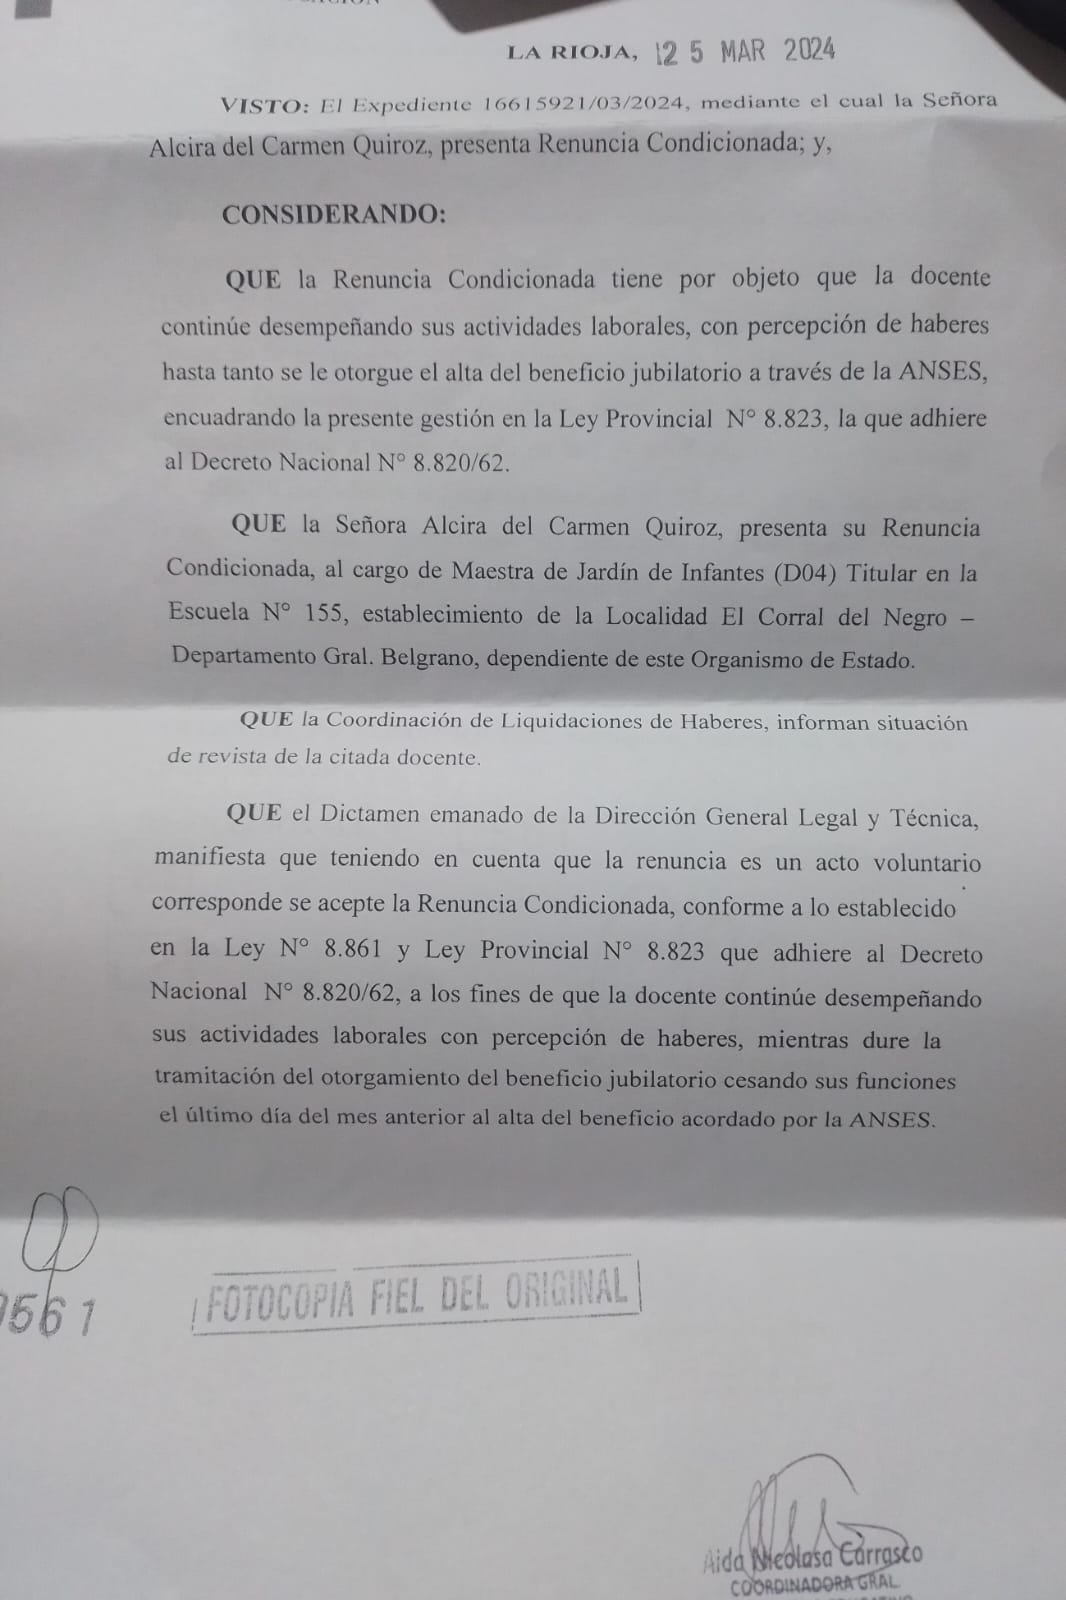 LA RIOJA, 25 MAR 2024
VISTO: El Expediente 16615921/03/2024, mediante el cual la Señora
Alcira del Carmen Quiroz, presenta Renuncia Condicionada; y,
CONSIDERANDO:
QUE la Renuncia Condicionada tiene por objeto que la docente
continúe desempeñando sus actividades laborales, con percepción de haberes
hasta tanto se le otorgue el alta del beneficio jubilatorio a través de la ANSES,
encuadrando la presente gestión en la Ley Provincial N° 8.823, la que adhiere
al Decreto Nacional N° 8.820/62.
QUE la Señora Alcira del Carmen Quiroz, presenta su Renuncia
Condicionada, al cargo de Maestra de Jardín de Infantes (D04) Titular en la
Escuela N° 155, establecimiento de la Localidad El Corral del Negro –
Departamento Gral. Belgrano, dependiente de este Organismo de Estado.
QUE la Coordinación de Liquidaciones de Haberes, informan situación
de revista de la citada docente.
QUE el Dictamen emanado de la Dirección General Legal y Técnica,
manifiesta que teniendo en cuenta que la renuncia es un acto voluntario
corresponde se acepte la Renuncia Condicionada, conforme a lo establecido
en la Ley N° 8.861 y Ley Provincial N° 8.823 que adhiere al Decreto
Nacional N° 8.820/62, a los fines de que la docente continúe desempeñando
sus actividades laborales con percepción de haberes, mientras dure la
tramitación del otorgamiento del beneficio jubilatorio cesando sus funciones
el último día del mes anterior al alta del beneficio acordado por la ANSES.
561
FOTOCOPIA FIEL DEL ORIGINAL
Aida Nicolasa Carrasco
COORDINADORA GRAL.